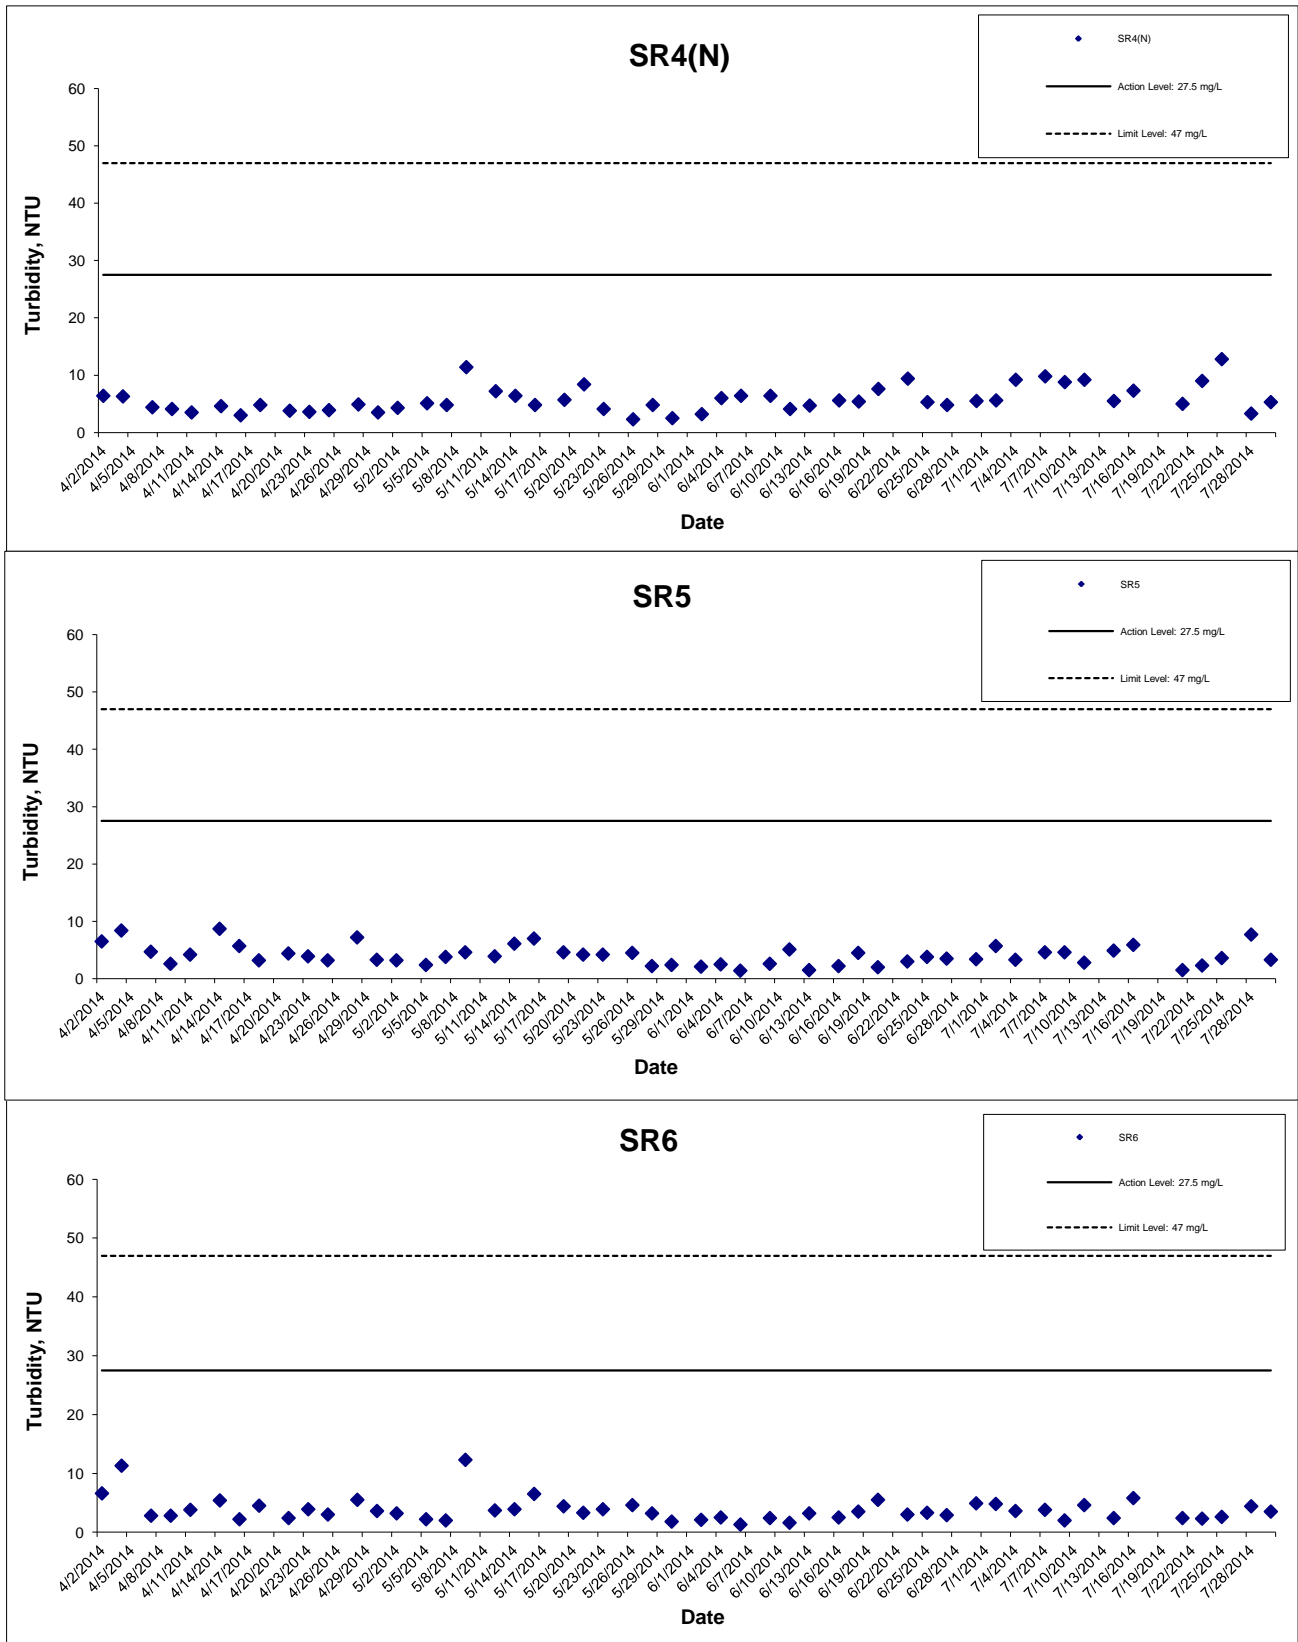 SR4(N)
SR4(N)
Action Level: 27.5 mg/L
Limit Level: 47 mg/L
Turbidity, NTU
60
50
40
30
20
10
0
4/2/2014 4/5/2014 4/8/2014 4/11/2014 4/14/2014 4/17/2014 4/20/2014 4/23/2014 4/26/2014 4/29/2014 5/2/2014 5/5/2014 5/8/2014 5/11/2014 5/14/2014 5/17/2014 5/20/2014 5/23/2014 5/26/2014 5/29/2014 6/1/2014 6/4/2014 6/7/2014 6/10/2014 6/13/2014 6/16/2014 6/19/2014 6/22/2014 6/25/2014 6/28/2014 7/1/2014 7/4/2014 7/7/2014 7/10/2014 7/13/2014 7/16/2014 7/19/2014 7/22/2014 7/25/2014 7/28/2014
Date
SR5
SR5
Action Level: 27.5 mg/L
Limit Level: 47 mg/L
Turbidity, NTU
60
50
40
30
20
10
0
4/2/2014 4/5/2014 4/8/2014 4/11/2014 4/14/2014 4/17/2014 4/20/2014 4/23/2014 4/26/2014 4/29/2014 5/2/2014 5/5/2014 5/8/2014 5/11/2014 5/14/2014 5/17/2014 5/20/2014 5/23/2014 5/26/2014 5/29/2014 6/1/2014 6/4/2014 6/7/2014 6/10/2014 6/13/2014 6/16/2014 6/19/2014 6/22/2014 6/25/2014 6/28/2014 7/1/2014 7/4/2014 7/7/2014 7/10/2014 7/13/2014 7/16/2014 7/19/2014 7/22/2014 7/25/2014 7/28/2014
Date
SR6
SR6
Action Level: 27.5 mg/L
Limit Level: 47 mg/L
Turbidity, NTU
60
50
40
30
20
10
0
4/2/2014 4/5/2014 4/8/2014 4/11/2014 4/14/2014 4/17/2014 4/20/2014 4/23/2014 4/26/2014 4/29/2014 5/2/2014 5/5/2014 5/8/2014 5/11/2014 5/14/2014 5/17/2014 5/20/2014 5/23/2014 5/26/2014 5/29/2014 6/1/2014 6/4/2014 6/7/2014 6/10/2014 6/13/2014 6/16/2014 6/19/2014 6/22/2014 6/25/2014 6/28/2014 7/1/2014 7/4/2014 7/7/2014 7/10/2014 7/13/2014 7/16/2014 7/19/2014 7/22/2014 7/25/2014 7/28/2014
Date